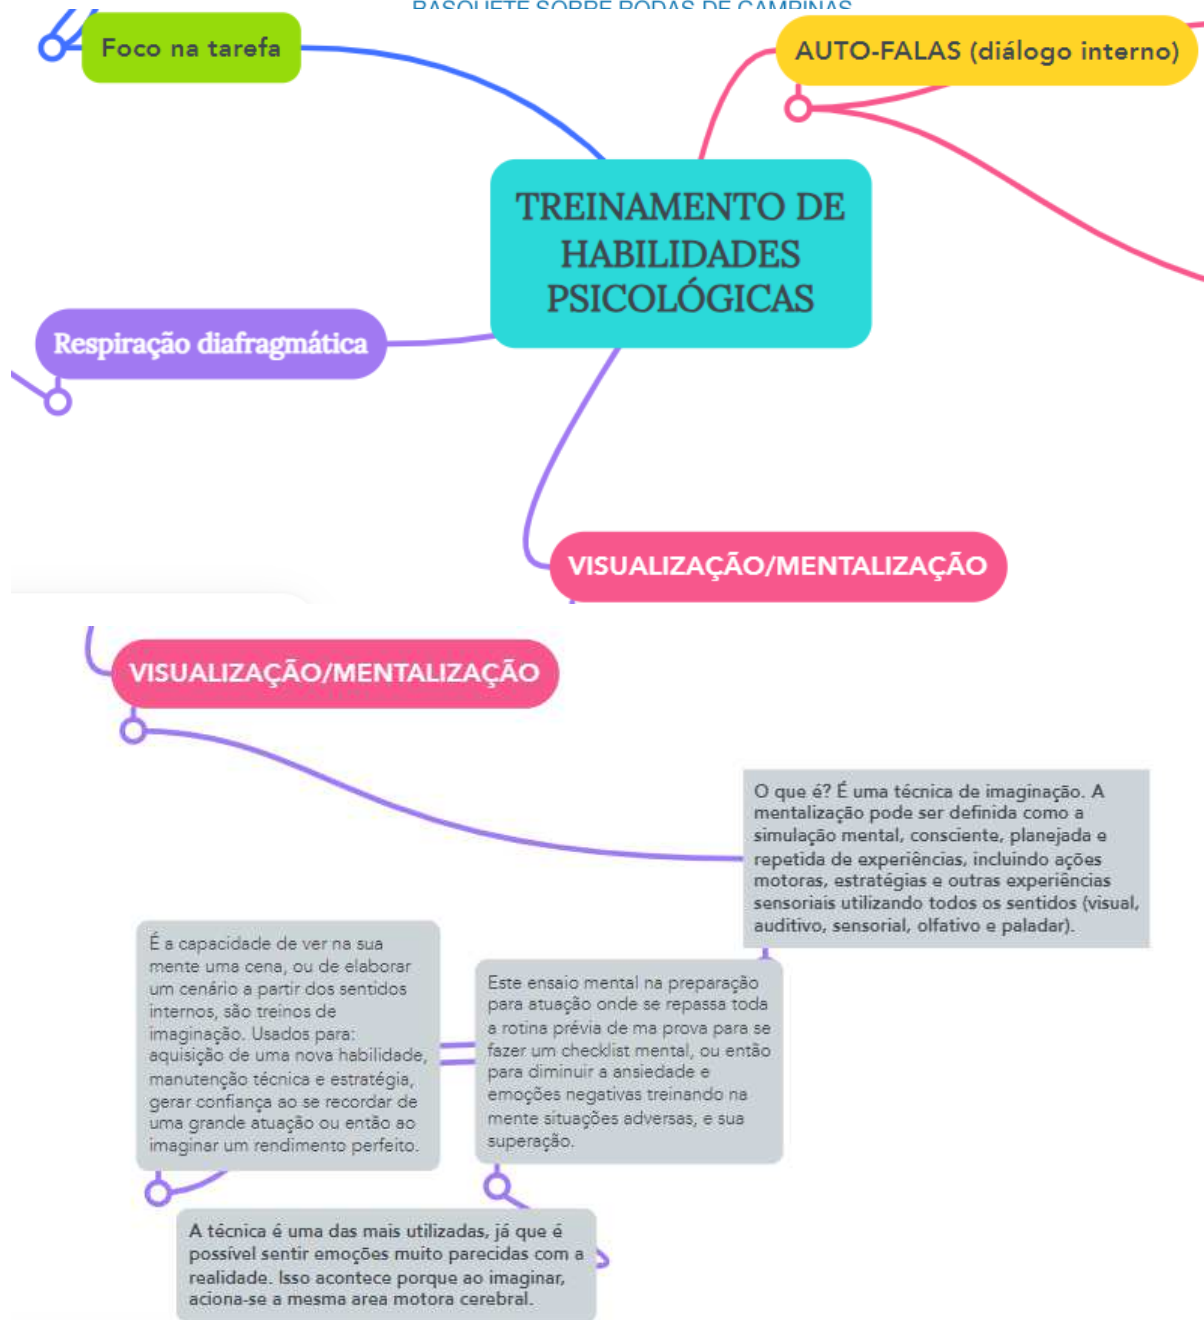 BASQUETE SOBRE RODAS DE CAMPINAS
Foco na tarefa
AUTO-FALAS (diálogo interno)
TREINAMENTO DE
HABILIDADES
PSICOLÓGICAS
Respiração diafragmática
VISUALIZAÇÃO/MENTALIZAÇÃO
VISUALIZAÇÃO/MENTALIZAÇÃO
O que é? É uma técnica de imaginação. A
mentalização pode ser definida como a
simulação mental, consciente, planejada e
repetida de experiências, incluindo ações
motoras, estratégias e outras experiências
sensoriais utilizando todos os sentidos (visual,
auditivo, sensorial, olfativo e paladar).
É a capacidade de ver na sua
mente uma cena, ou de elaborar
um cenário a partir dos sentidos
internos, são treinos de
imaginação. Usados para:
aquisição de uma nova habilidade,
manutenção técnica e estratégia,
gerar confiança ao se recordar de
uma grande atuação ou então ao
imaginar um rendimento perfeito.
Este ensaio mental na preparação
para atuação onde se repassa toda
a rotina prévia de ma prova para se
fazer um checklist mental, ou então
para diminuir a ansiedade e
emoções negativas treinando na
mente situações adversas, e sua
superação.
A técnica é uma das mais utilizadas, já que é
possível sentir emoções muito parecidas com a
realidade. Isso acontece porque ao imaginar,
aciona-se a mesma area motora cerebral.